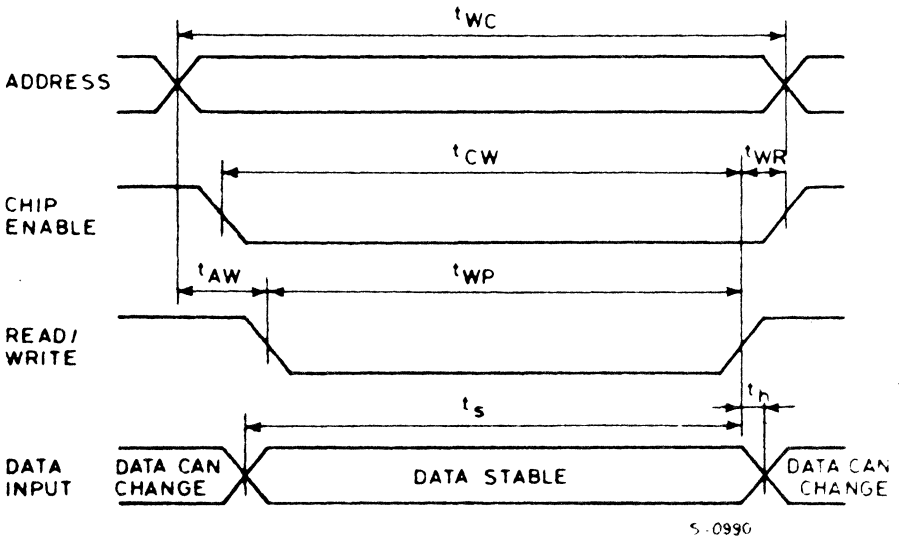 tWC
ADDRESS
tCW
tWR
CHIP
ENABLE
tAW
tWP
READ/
WRITE
ts
th
DATA
INPUT
DATA CAN
CHANGE
DATA STABLE
DATA CAN
CHANGE
S-0990